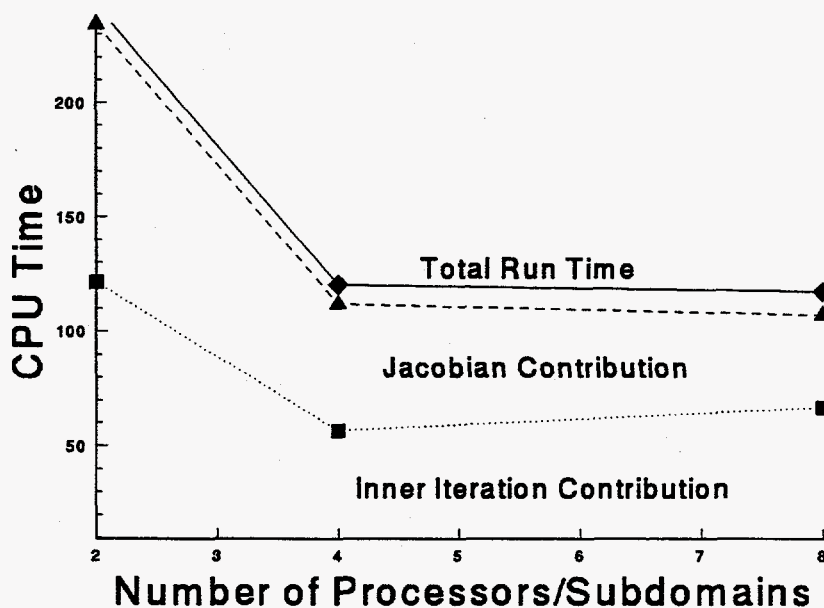 200
150
100
50
CPU Time
Total Run Time
Jacobian Contribution
Inner Iteration Contribution
2 3 4 5 6 7 8
Number of Processors/Subdomains